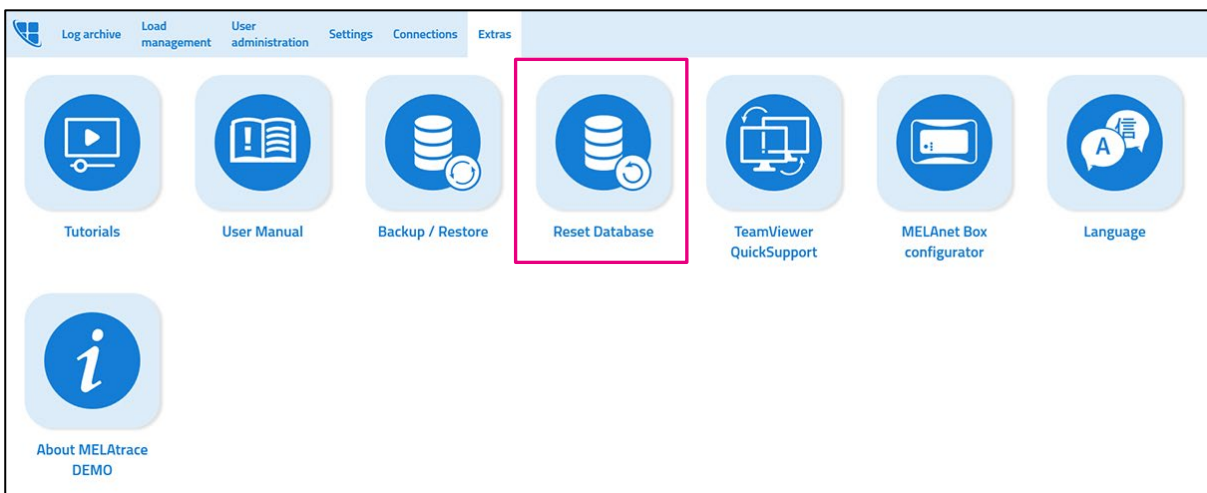 Log archive
Load
management
User
administration
Settings
Connections
Extras
Tutorials
User Manual
Backup / Restore
Reset Database
TeamViewer
QuickSupport
A
信
MELAnet Box
configurator
Language
i
About MELAtrace
DEMO